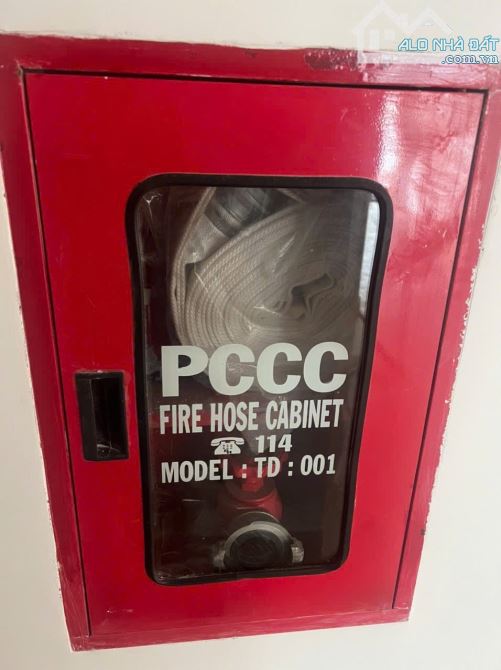 ALO NHÀ ĐẤT
.com.vn
PCCC
FIRE HOSE CABINET
☎ 114
MODEL : TD : 001